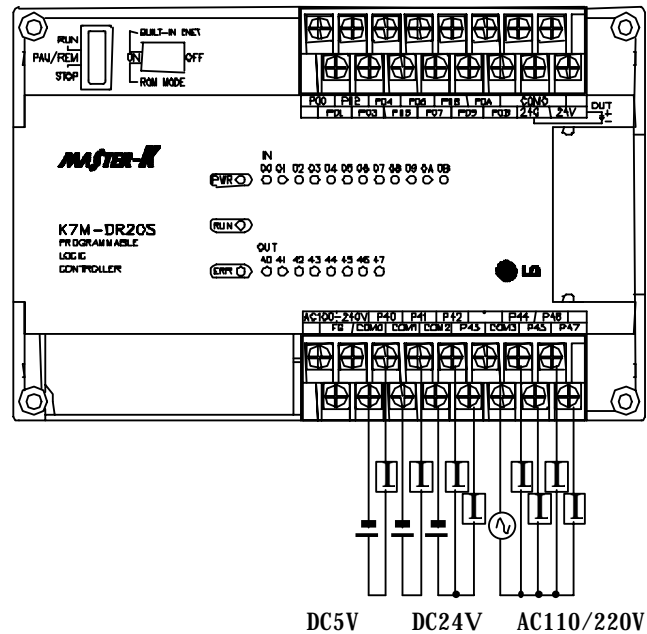 RUN
PAU/REM
STOP
BUILT-IN CNET
ON OFF
ROM MODE
P00 P02 P04 P06 P08 P0A COM0
P01 P03 P05 P07 P09 P0B 24G 24V
OUT
+
-
MASTER-K
IN
00 01 02 03 04 05 06 07 08 09 0A 0B
PWR
K7M-DR20S
PROGRAMMABLE
LOGIC
CONTROLLER
RUN
OUT
40 41 42 43 44 45 46 47
ERR
LG
AC100-240V P40 P41 P42 P44 P46
FG COM0 COM1 COM2 P43 COM3 P45 P47
DC5V DC24V AC110/220V